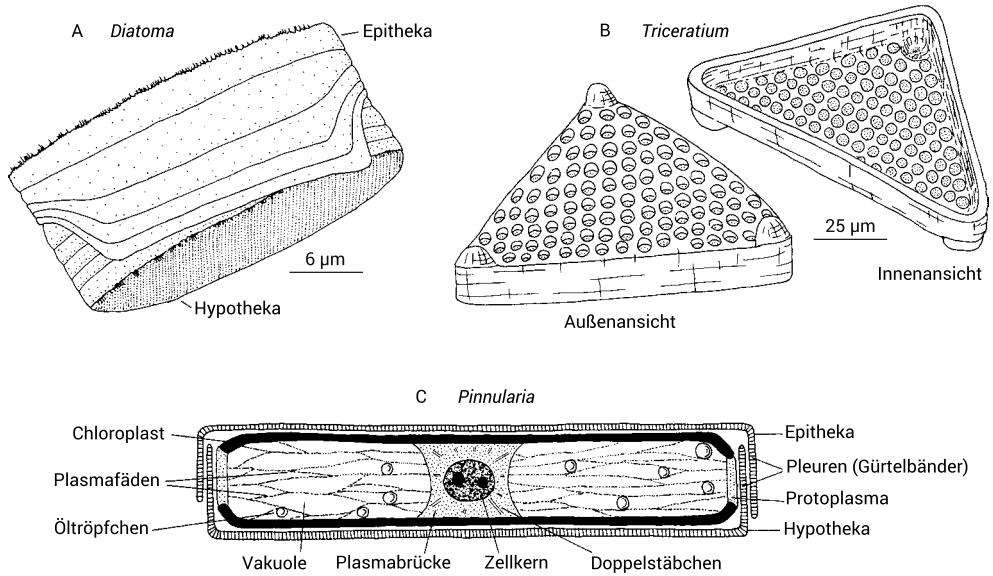 A Diatoma
Epitheka
6 µm
Hypotheka
B Triceratium
25 µm
Innenansicht
Außenansicht
C Pinnularia
Chloroplast
Plasmafäden
Öltröpfchen
Vakuole
Plasmabrücke
Zellkern
Doppelstäbchen
Epitheka
Pleuren (Gürtelbänder)
Protoplasma
Hypotheka